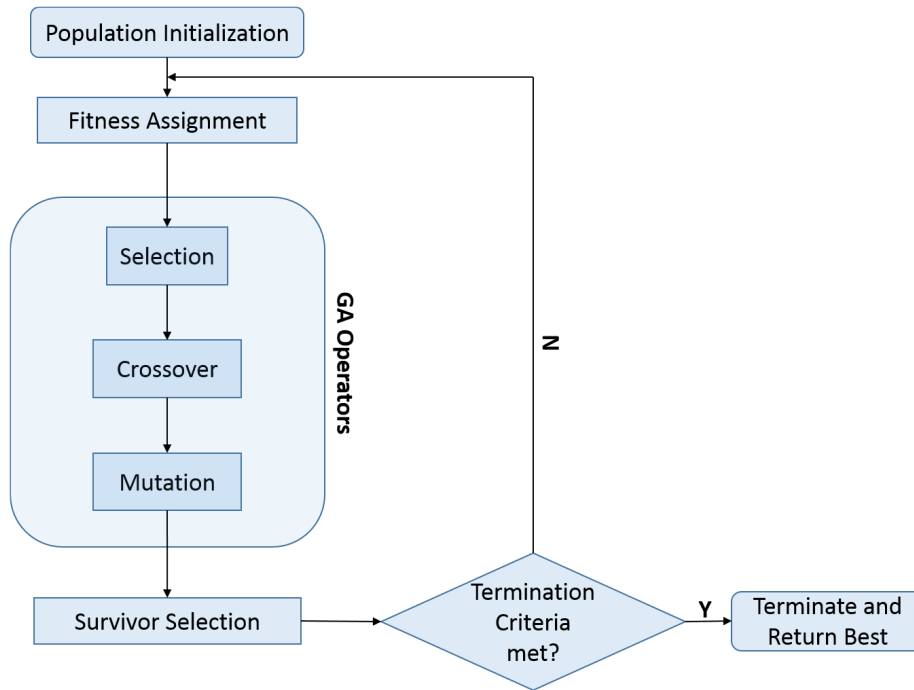 Population Initialization
Fitness Assignment
Selection
Crossover
Mutation
GA Operators
N
Survivor Selection
Termination
Criteria
met?
Y
Terminate and
Return Best